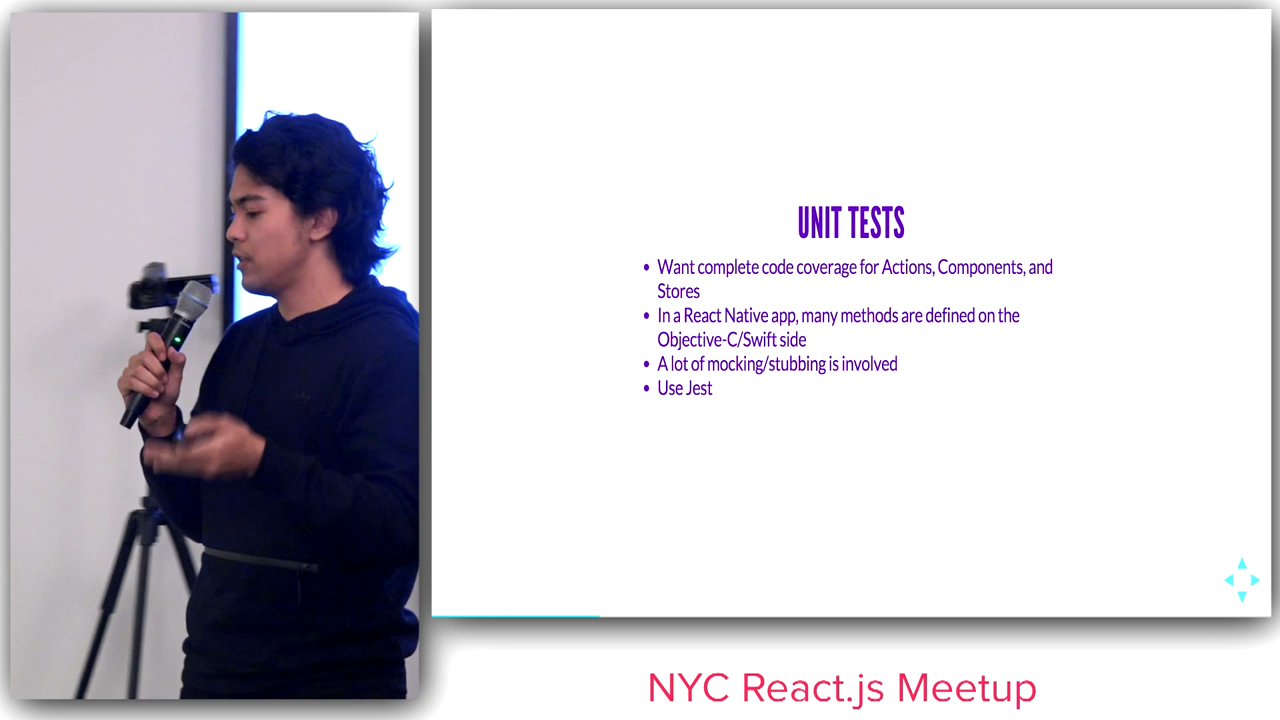 UNIT TESTS
• Want complete code coverage for Actions, Components, and
Stores
• In a React Native app, many methods are defined on the
Objective-C/Swift side
• A lot of mocking/stubbing is involved
• Use Jest
NYC React.js Meetup